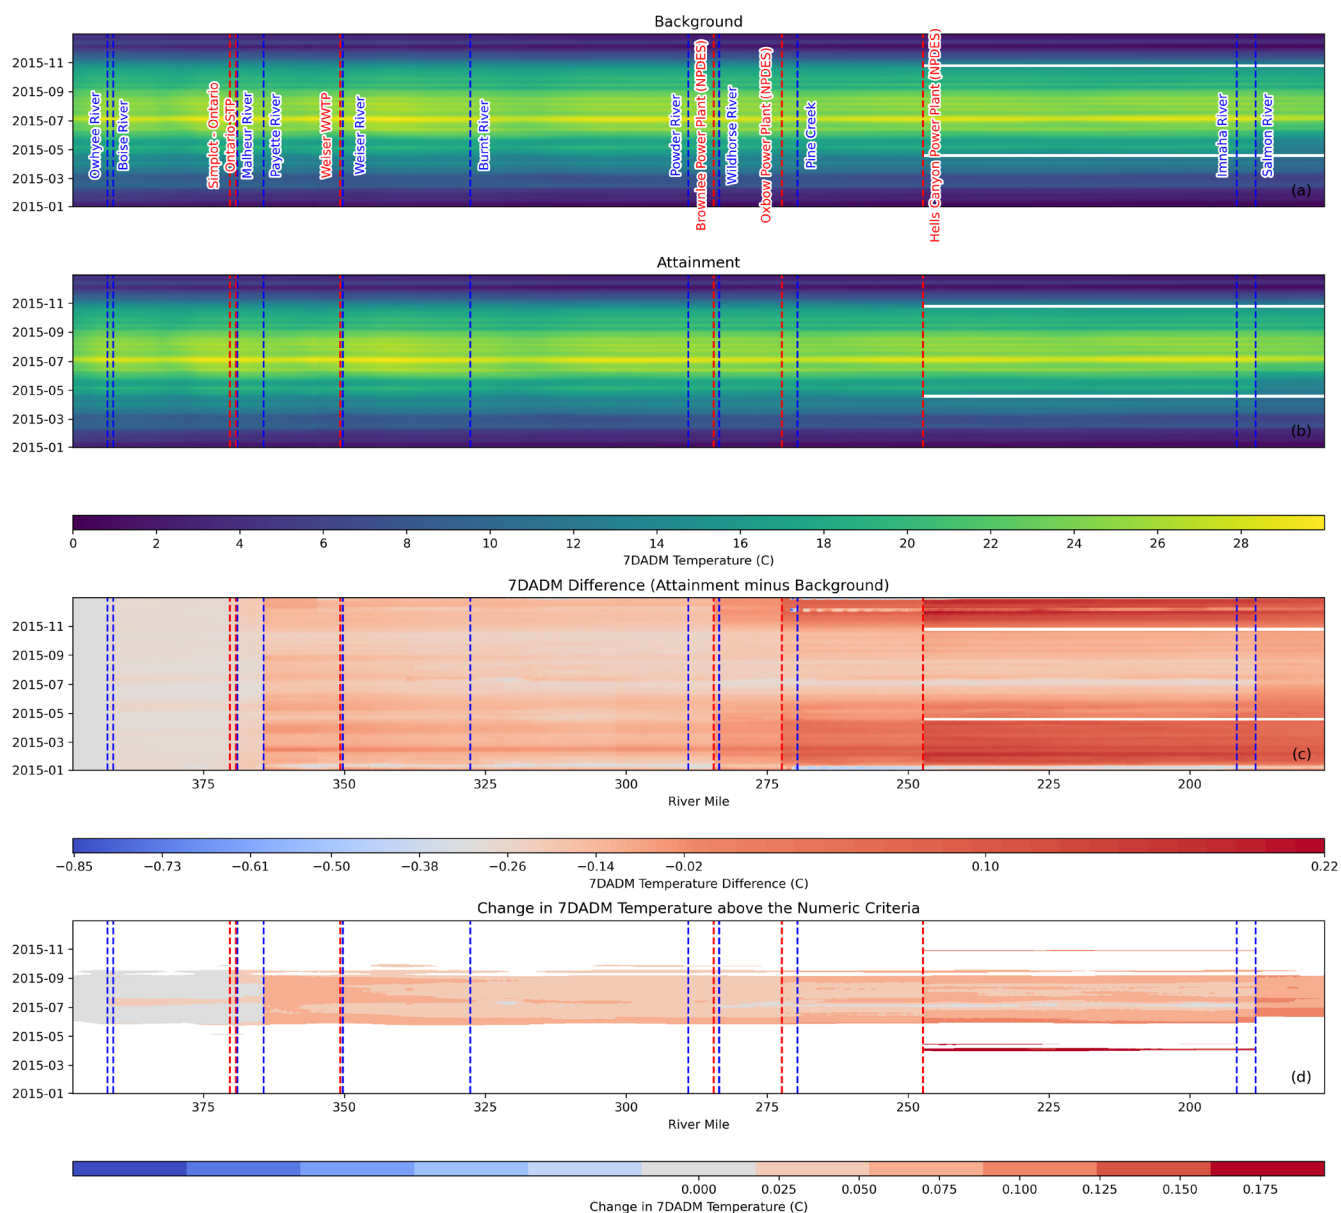 Background
2015-11
2015-09
2015-07
2015-05
2015-03
2015-01
Owhyee River
Boise River
Simplot - Ontario
Ontario STP
Malheur River
Payette River
Weiser WWTP
Weiser River
Burnt River
Powder River
Brownlee Power Plant (NPDES)
Wildhorse River
Oxbow Power Plant (NPDES)
Pine Creek
Hells Canyon Power Plant (NPDES)
Imnaha River
Salmon River
(a)
Attainment
2015-11
2015-09
2015-07
2015-05
2015-03
2015-01
(b)
0 2 4 6 8 10 12 14 16 18 20 22 24 26 28
7DADM Temperature (C)
7DADM Difference (Attainment minus Background)
2015-11
2015-09
2015-07
2015-05
2015-03
2015-01
(c)
375 350 325 300 275 250 225 200
River Mile
−0.85 −0.73 −0.61 −0.50 −0.38 −0.26 −0.14 −0.02 0.10 0.22
7DADM Temperature Difference (C)
Change in 7DADM Temperature above the Numeric Criteria
2015-11
2015-09
2015-07
2015-05
2015-03
2015-01
(d)
375 350 325 300 275 250 225 200
River Mile
0.000 0.025 0.050 0.075 0.100 0.125 0.150 0.175
Change in 7DADM Temperature (C)